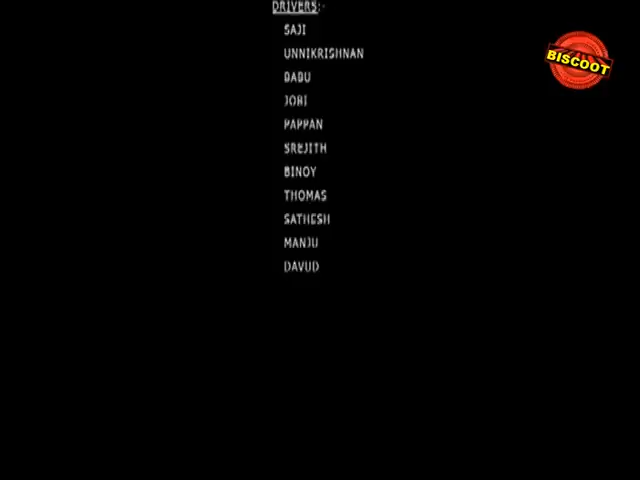 DRIVERS:-
SAJI
UNNIKRISHNAN
BABU
JOBI
PAPPAN
SREJITH
BINOY
THOMAS
SATHESH
MANJU
DAVUD
BISCOOT